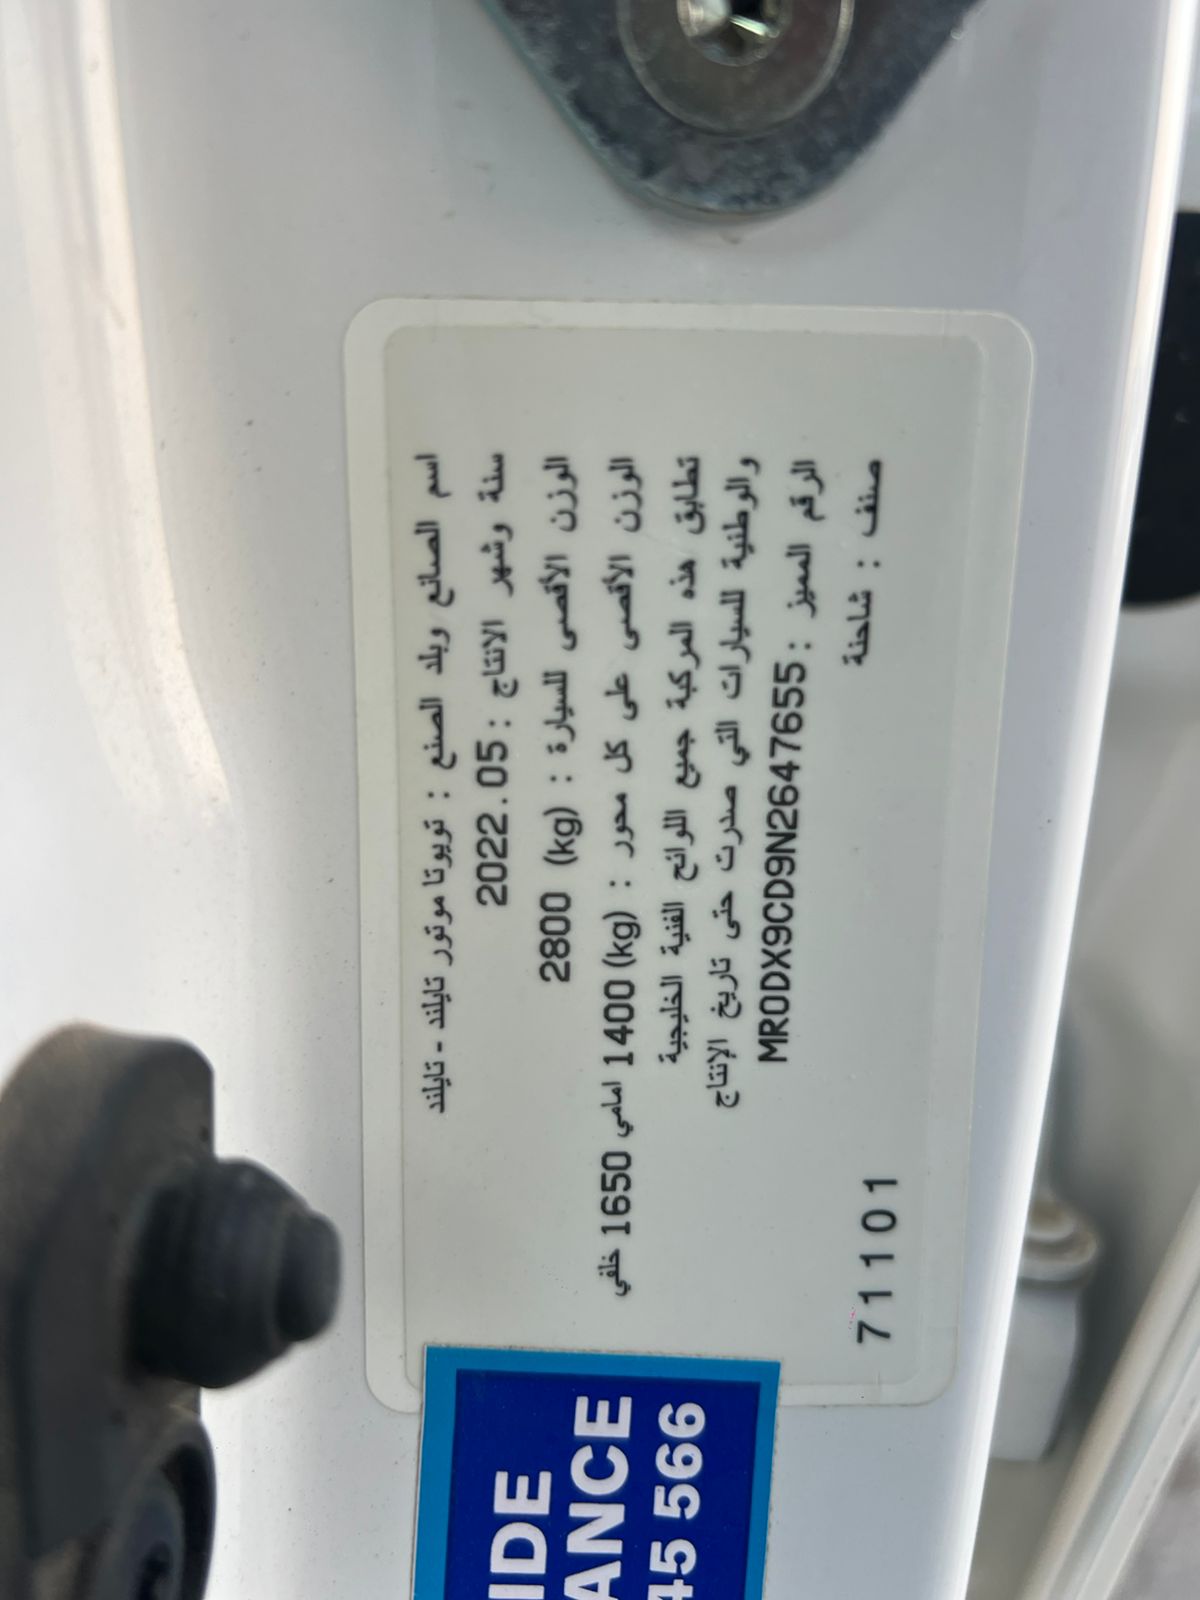 اسم الصانع وبلد الصنع : تويوتا موتور تايلند - تايلند
سنة وشهر الانتاج : 2022.05
الوزن الأقصى للسيارة : (kg) 2800
الوزن الأقصى على كل محور : (kg) 1400 امامي 1650 خلفي
تطابق هذه المركبة جميع اللوائح الفنية الخليجية
والوطنية للسيارات التي صدرت حتى تاريخ الإنتاج
الرقم المميز : MR0DX9CD9N2647655
صنف : شاحنة
71101
IDE
ANCE
45 566